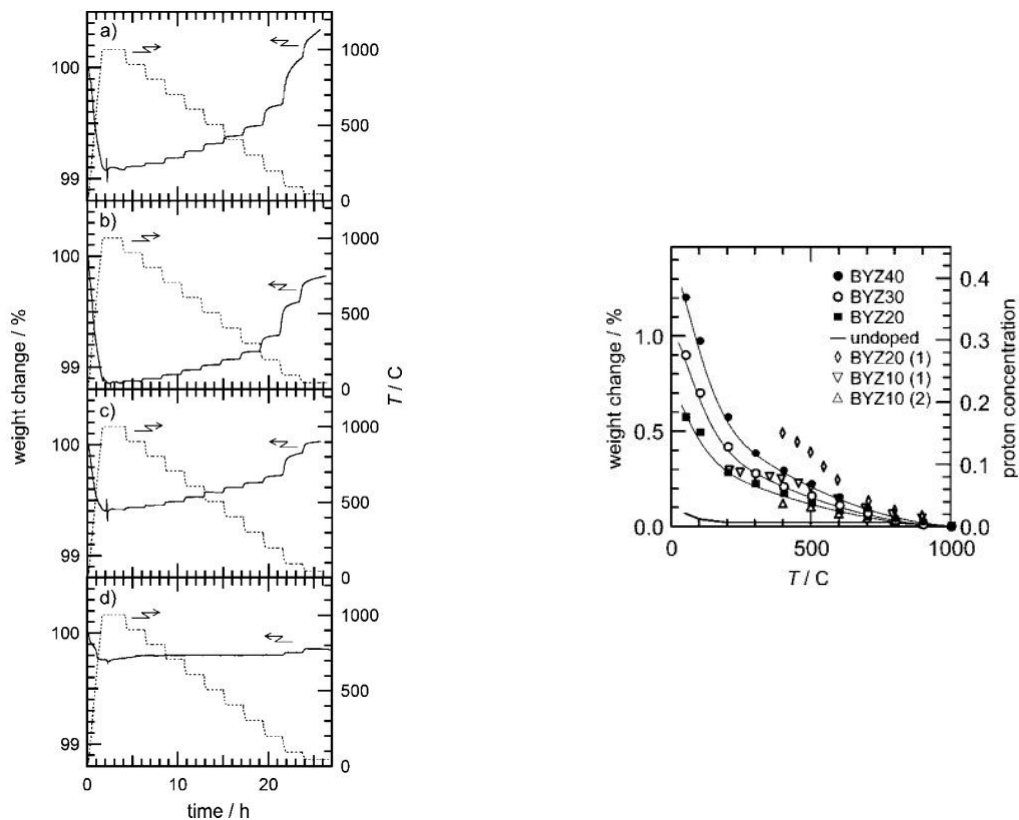 a)
100
99
1000
500
0
b)
100
99
1000
500
0
c)
100
99
1000
500
0
d)
100
99
1000
500
0
0
10
20
time / h
weight change / %
T / C
BYZ40
BYZ30
BYZ20
undoped
BYZ20 (1)
BYZ10 (1)
BYZ10 (2)
1.0
0.5
0.0
0.4
0.3
0.2
0.1
0.0
0
500
1000
T / C
weight change / %
proton concentration